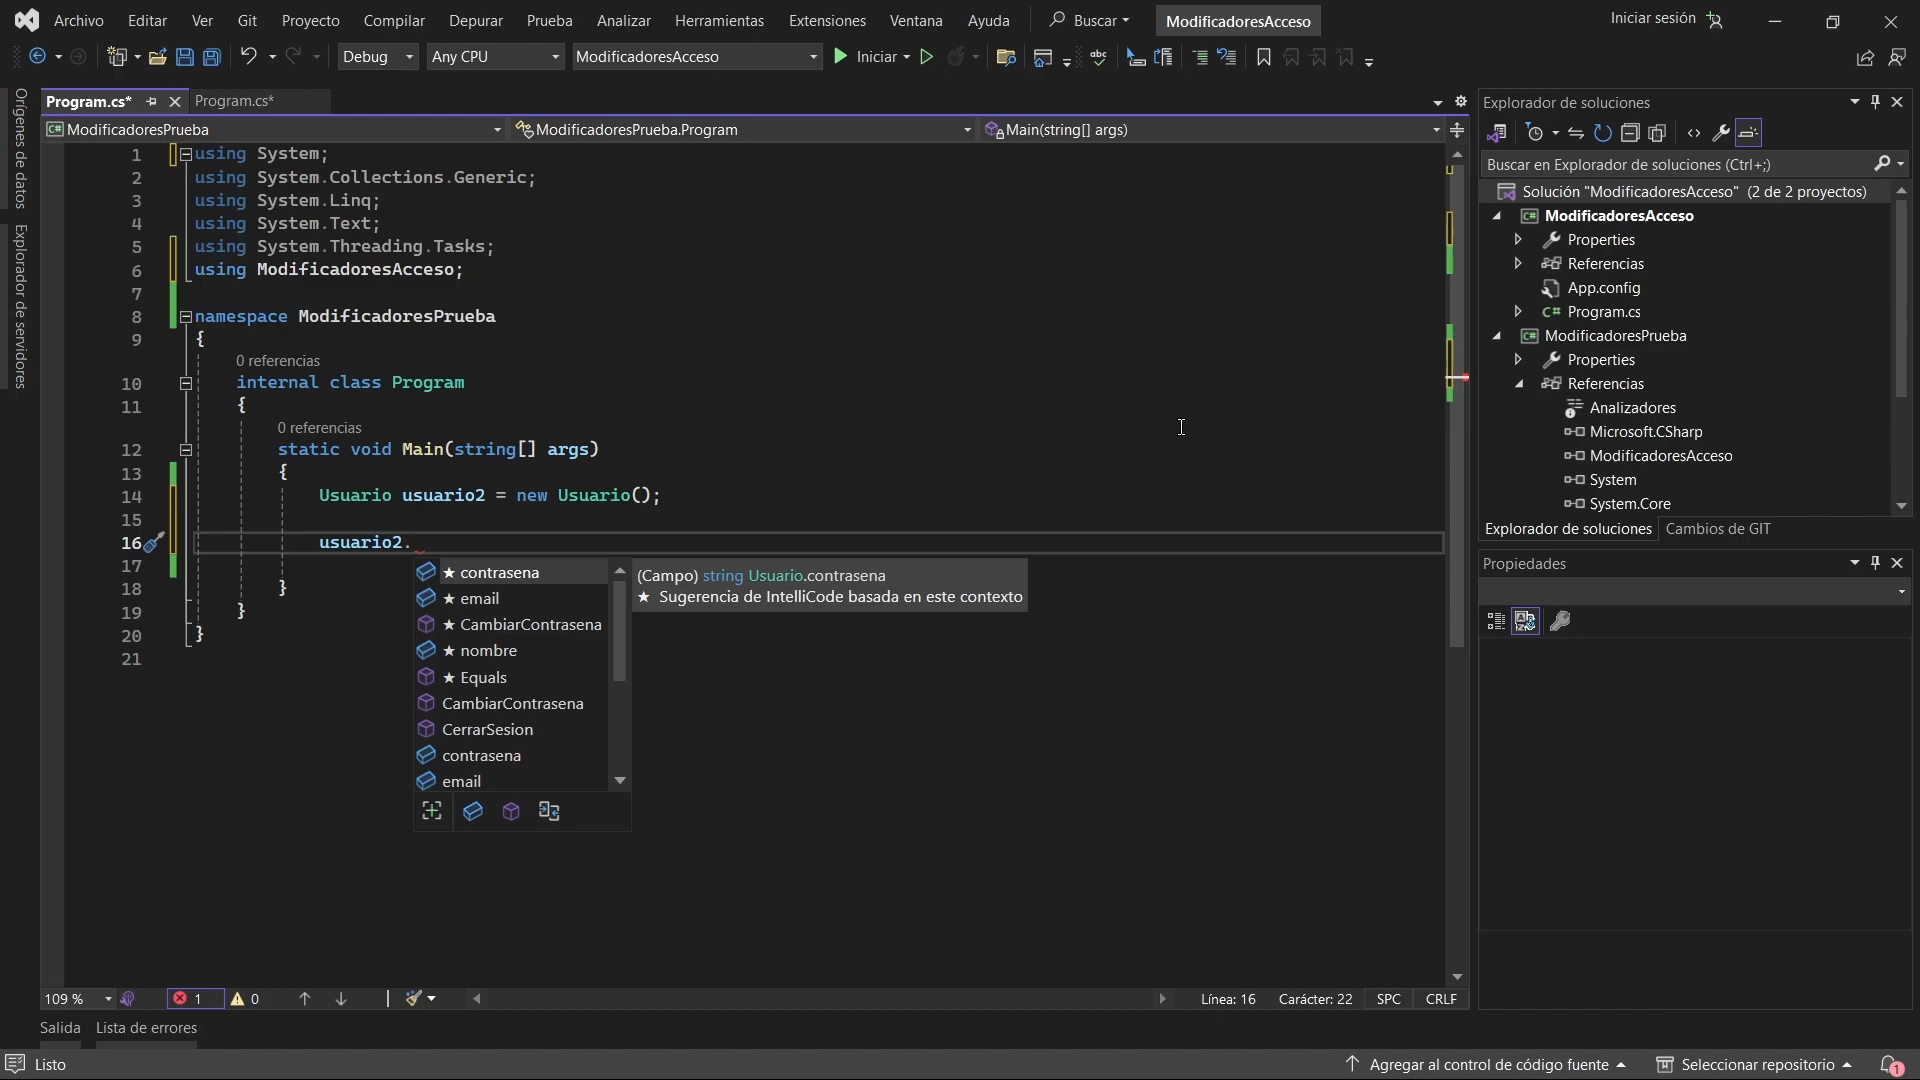 Archivo Editar Ver Git Proyecto Compilar Depurar Prueba Analizar Herramientas Extensiones Ventana Ayuda Buscar ModificadoresAcceso Iniciar sesión
Debug Any CPU ModificadoresAcceso Iniciar
Orígenes de datos
Explorador de servidores
Program.cs* Program.cs*
ModificadoresPrueba ModificadoresPrueba.Program Main(string[] args)
1 using System;
2 using System.Collections.Generic;
3 using System.Linq;
4 using System.Text;
5 using System.Threading.Tasks;
6 using ModificadoresAcceso;
7
8 namespace ModificadoresPrueba
9 {
0 referencias
10 internal class Program
11 {
0 referencias
12 static void Main(string[] args)
13 {
14 Usuario usuario2 = new Usuario();
15
16 usuario2.
17
18 }
19 }
20 }
21
★ contrasena
★ email
★ CambiarContrasena
★ nombre
★ Equals
CambiarContrasena
CerrarSesion
contrasena
email
(Campo) string Usuario.contrasena
★ Sugerencia de IntelliCode basada en este contexto
109 % 1 0 Línea: 16 Carácter: 22 SPC CRLF
Salida Lista de errores
Listo Agregar al control de código fuente Seleccionar repositorio 1
Explorador de soluciones
Buscar en Explorador de soluciones (Ctrl+;)
Solución "ModificadoresAcceso" (2 de 2 proyectos)
ModificadoresAcceso
Properties
Referencias
App.config
C# Program.cs
ModificadoresPrueba
Properties
Referencias
Analizadores
Microsoft.CSharp
ModificadoresAcceso
System
System.Core
Explorador de soluciones Cambios de GIT
Propiedades